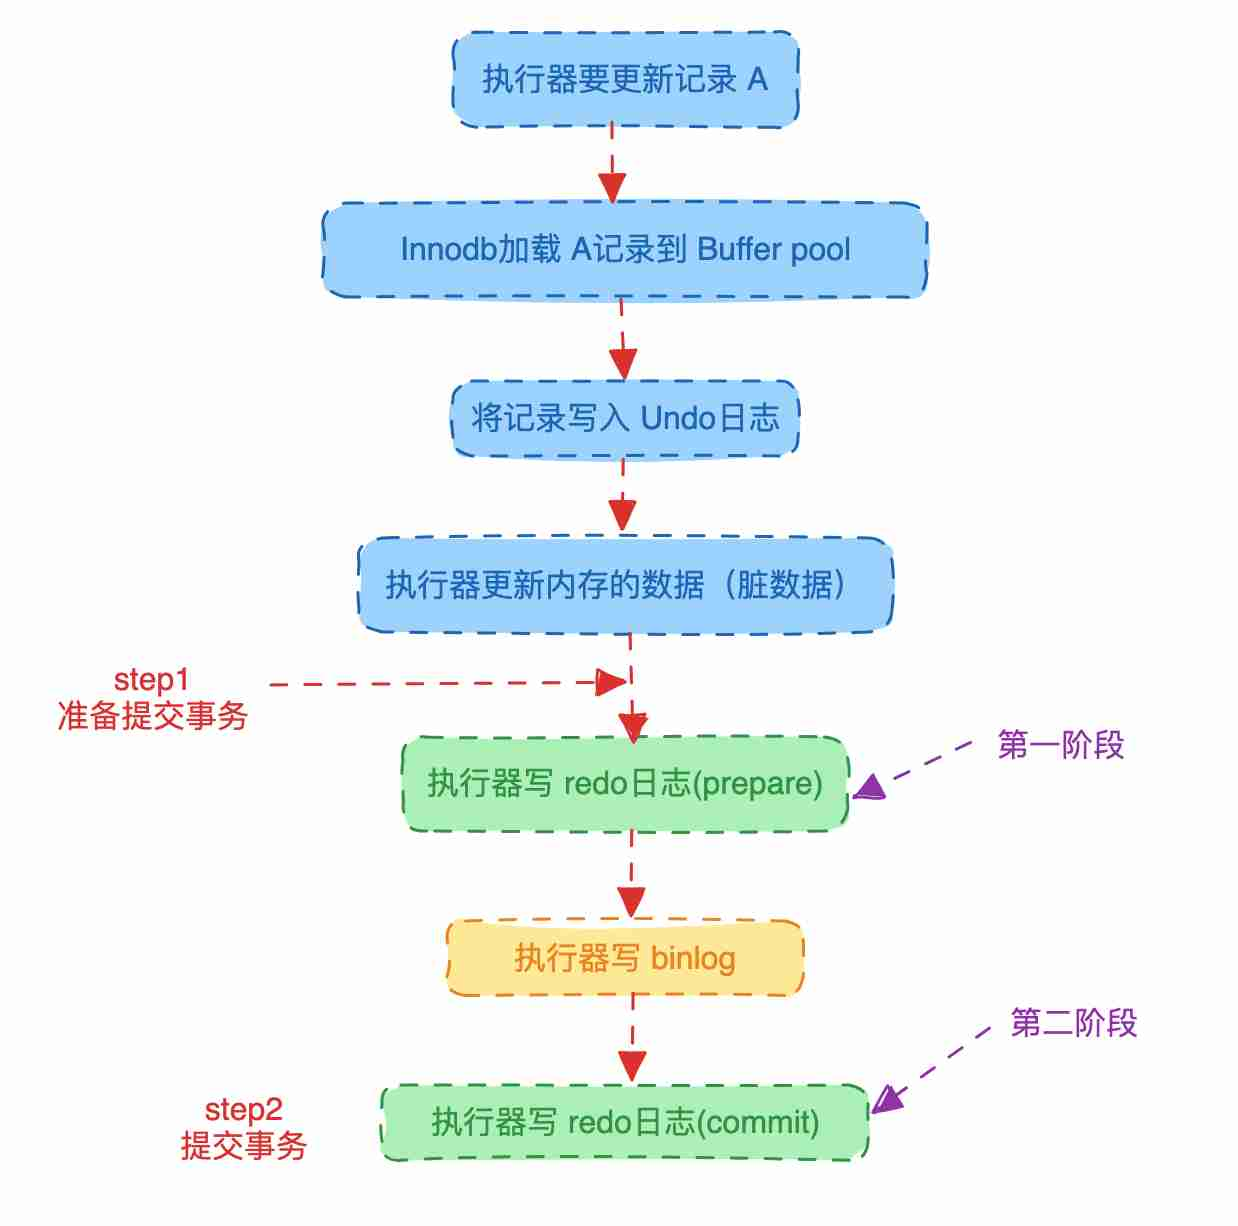 执行器要更新记录 A
Innodb加载 A记录到 Buffer pool
将记录写入 Undo日志
执行器更新内存的数据（脏数据）
step1
准备提交事务
第一阶段
执行器写 redo日志(prepare)
执行器写 binlog
第二阶段
step2
提交事务
执行器写 redo日志(commit)